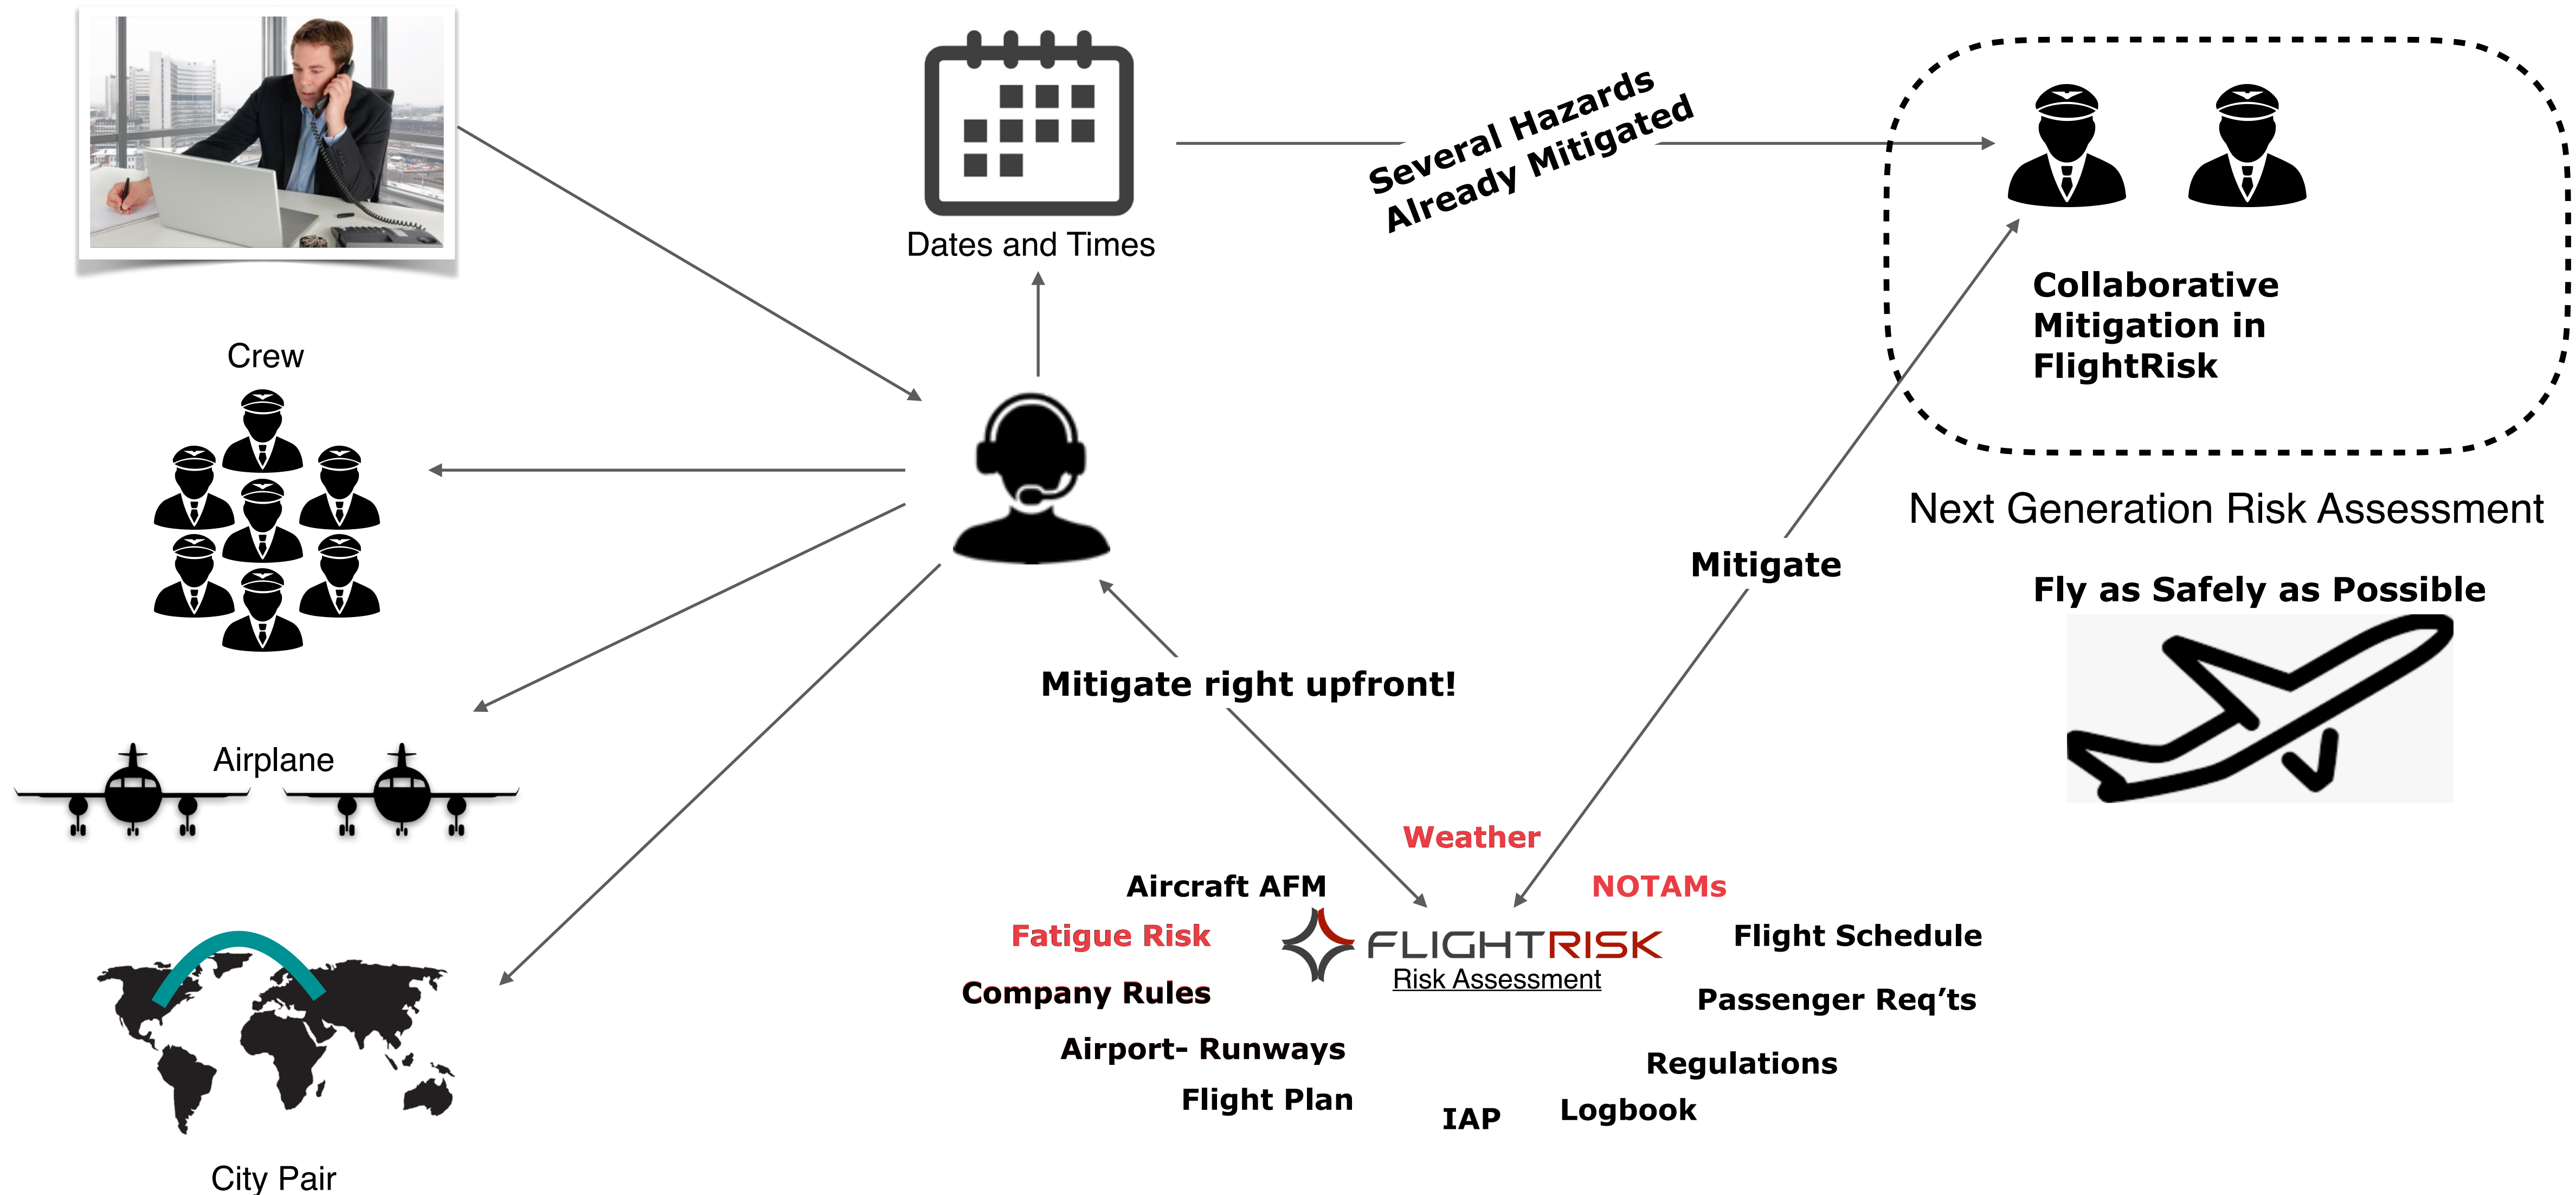 Dates and Times
Several Hazards
Already Mitigated
Collaborative
Mitigation in
FlightRisk
Crew
Next Generation Risk Assessment
Mitigate
Fly as Safely as Possible
Mitigate right upfront!
Airplane
Weather
Aircraft AFM
NOTAMs
Fatigue Risk
FLIGHTRISK
Flight Schedule
Risk Assessment
Company Rules
Passenger Req’ts
Airport- Runways
Regulations
Flight Plan
IAP
Logbook
City Pair